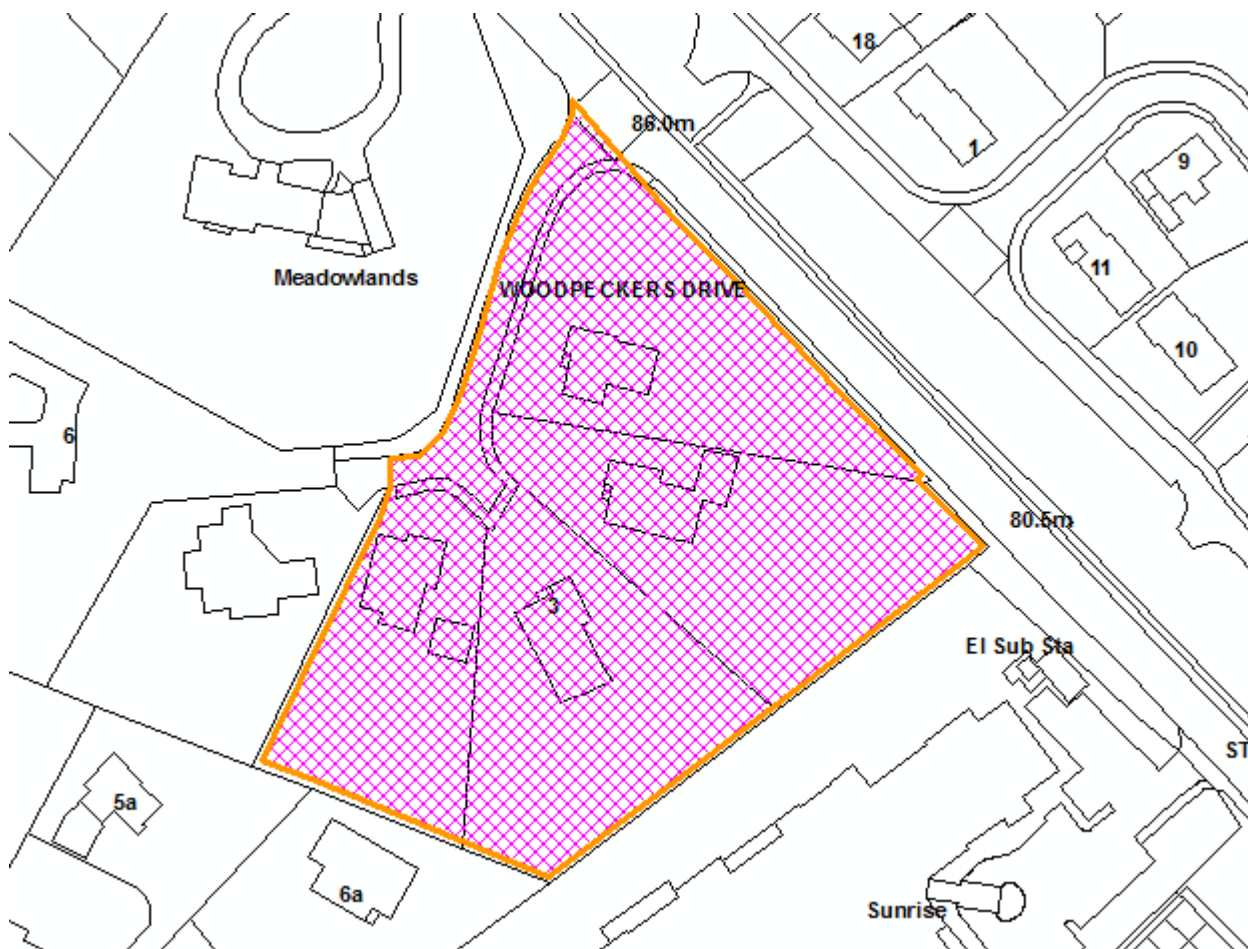 18
86.0m
1
9
Meadowlands
11
WOODPECKERS DRIVE
10
6
80.5m
3
El Sub Sta
ST
5a
6a
Sunrise